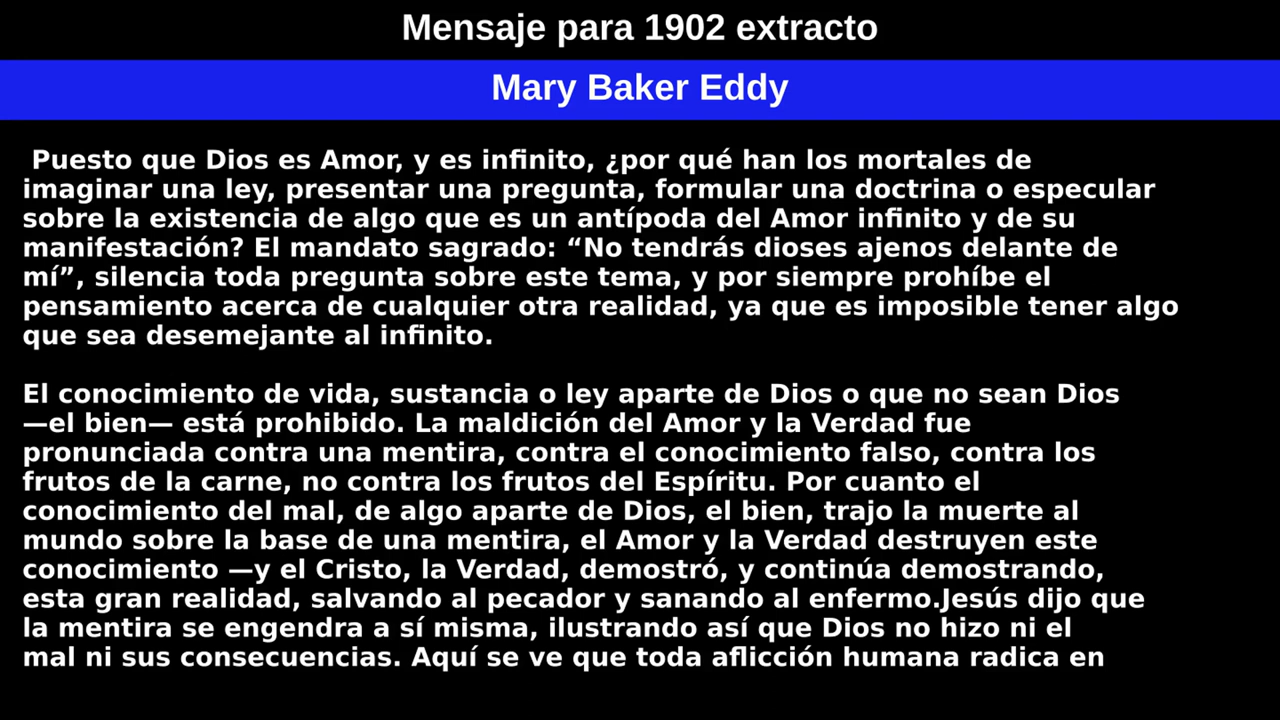 Mensaje para 1902 extracto
Mary Baker Eddy
Puesto que Dios es Amor, y es infinito, ¿por qué han los mortales de
imaginar una ley, presentar una pregunta, formular una doctrina o especular
sobre la existencia de algo que es un antípoda del Amor infinito y de su
manifestación? El mandato sagrado: “No tendrás dioses ajenos delante de
mí”, silencia toda pregunta sobre este tema, y por siempre prohíbe el
pensamiento acerca de cualquier otra realidad, ya que es imposible tener algo
que sea desemejante al infinito.
El conocimiento de vida, sustancia o ley aparte de Dios o que no sean Dios
—el bien— está prohibido. La maldición del Amor y la Verdad fue
pronunciada contra una mentira, contra el conocimiento falso, contra los
frutos de la carne, no contra los frutos del Espíritu. Por cuanto el
conocimiento del mal, de algo aparte de Dios, el bien, trajo la muerte al
mundo sobre la base de una mentira, el Amor y la Verdad destruyen este
conocimiento —y el Cristo, la Verdad, demostró, y continúa demostrando,
esta gran realidad, salvando al pecador y sanando al enfermo.Jesús dijo que
la mentira se engendra a sí misma, ilustrando así que Dios no hizo ni el
mal ni sus consecuencias. Aquí se ve que toda aflicción humana radica en